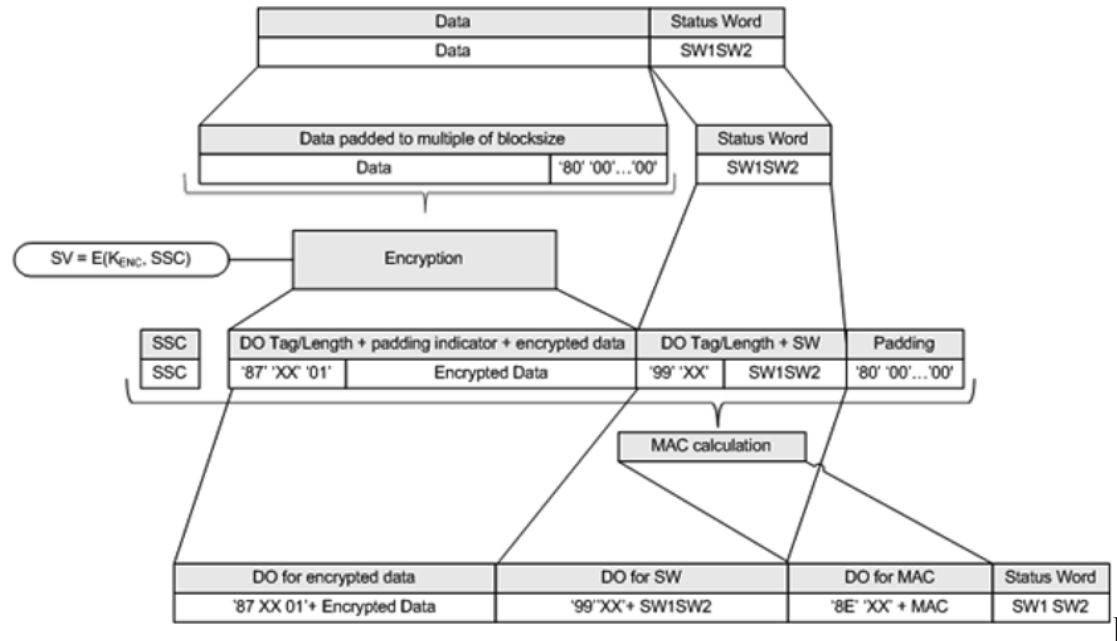 Data Status Word
Data SW1SW2
Data padded to multiple of blocksize Status Word
Data '80' '00'...'00' SW1SW2
SV = E(KENC, SSC) Encryption
SSC DO Tag/Length + padding indicator + encrypted data DO Tag/Length + SW Padding
SSC '87' 'XX' '01' Encrypted Data '99' 'XX' SW1SW2 '80' '00'...'00'
MAC calculation
DO for encrypted data DO for SW DO for MAC Status Word
'87 XX 01'+ Encrypted Data '99''XX'+ SW1SW2 '8E' 'XX' + MAC SW1 SW2